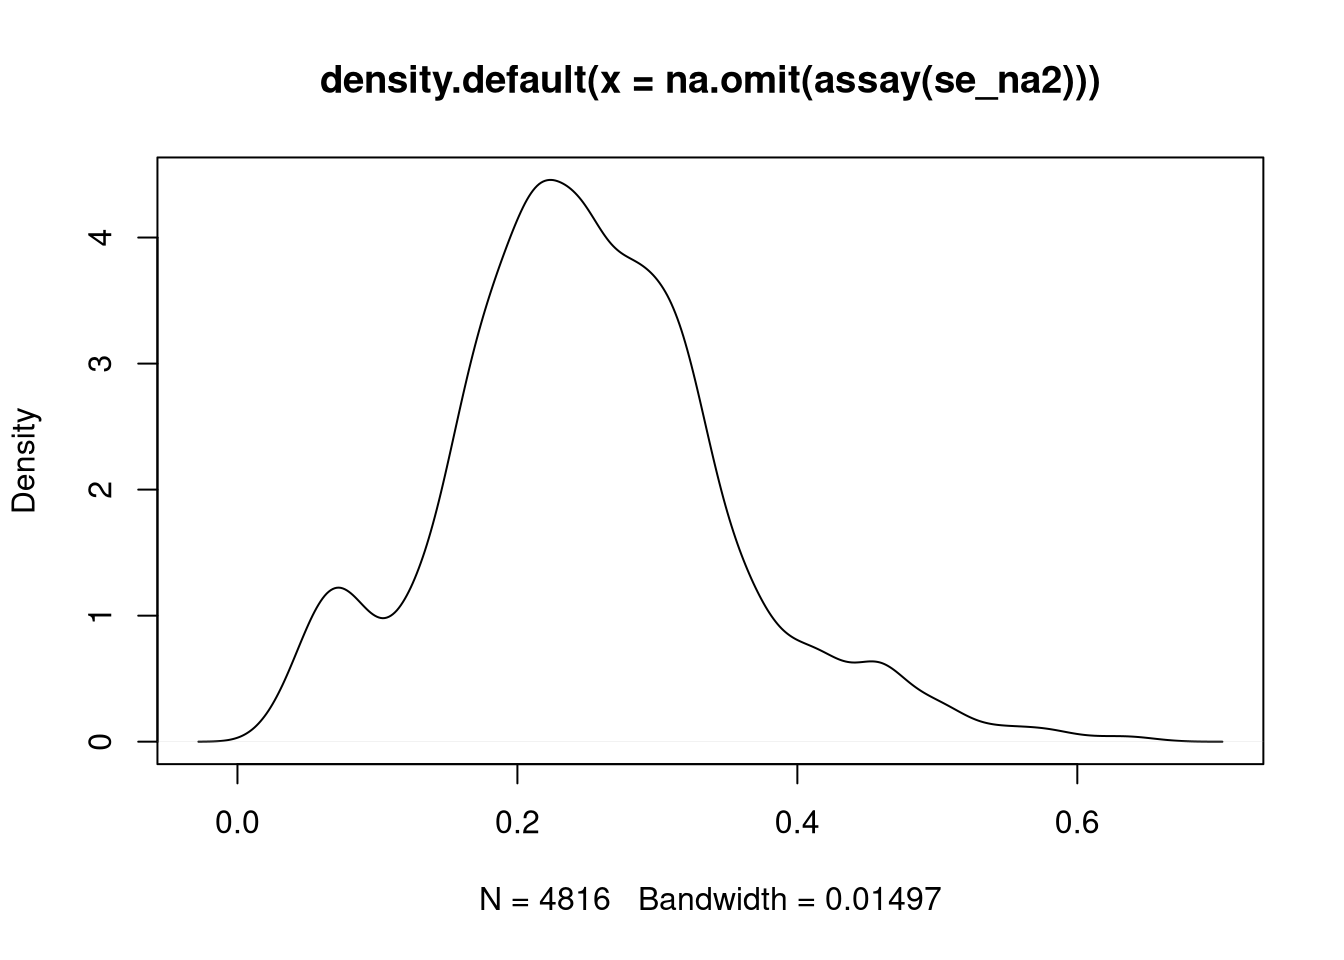 density.default(x = na.omit(assay(se_na2)))
Density
4
3
2
1
0
0.0 0.2 0.4 0.6
N = 4816 Bandwidth = 0.01497